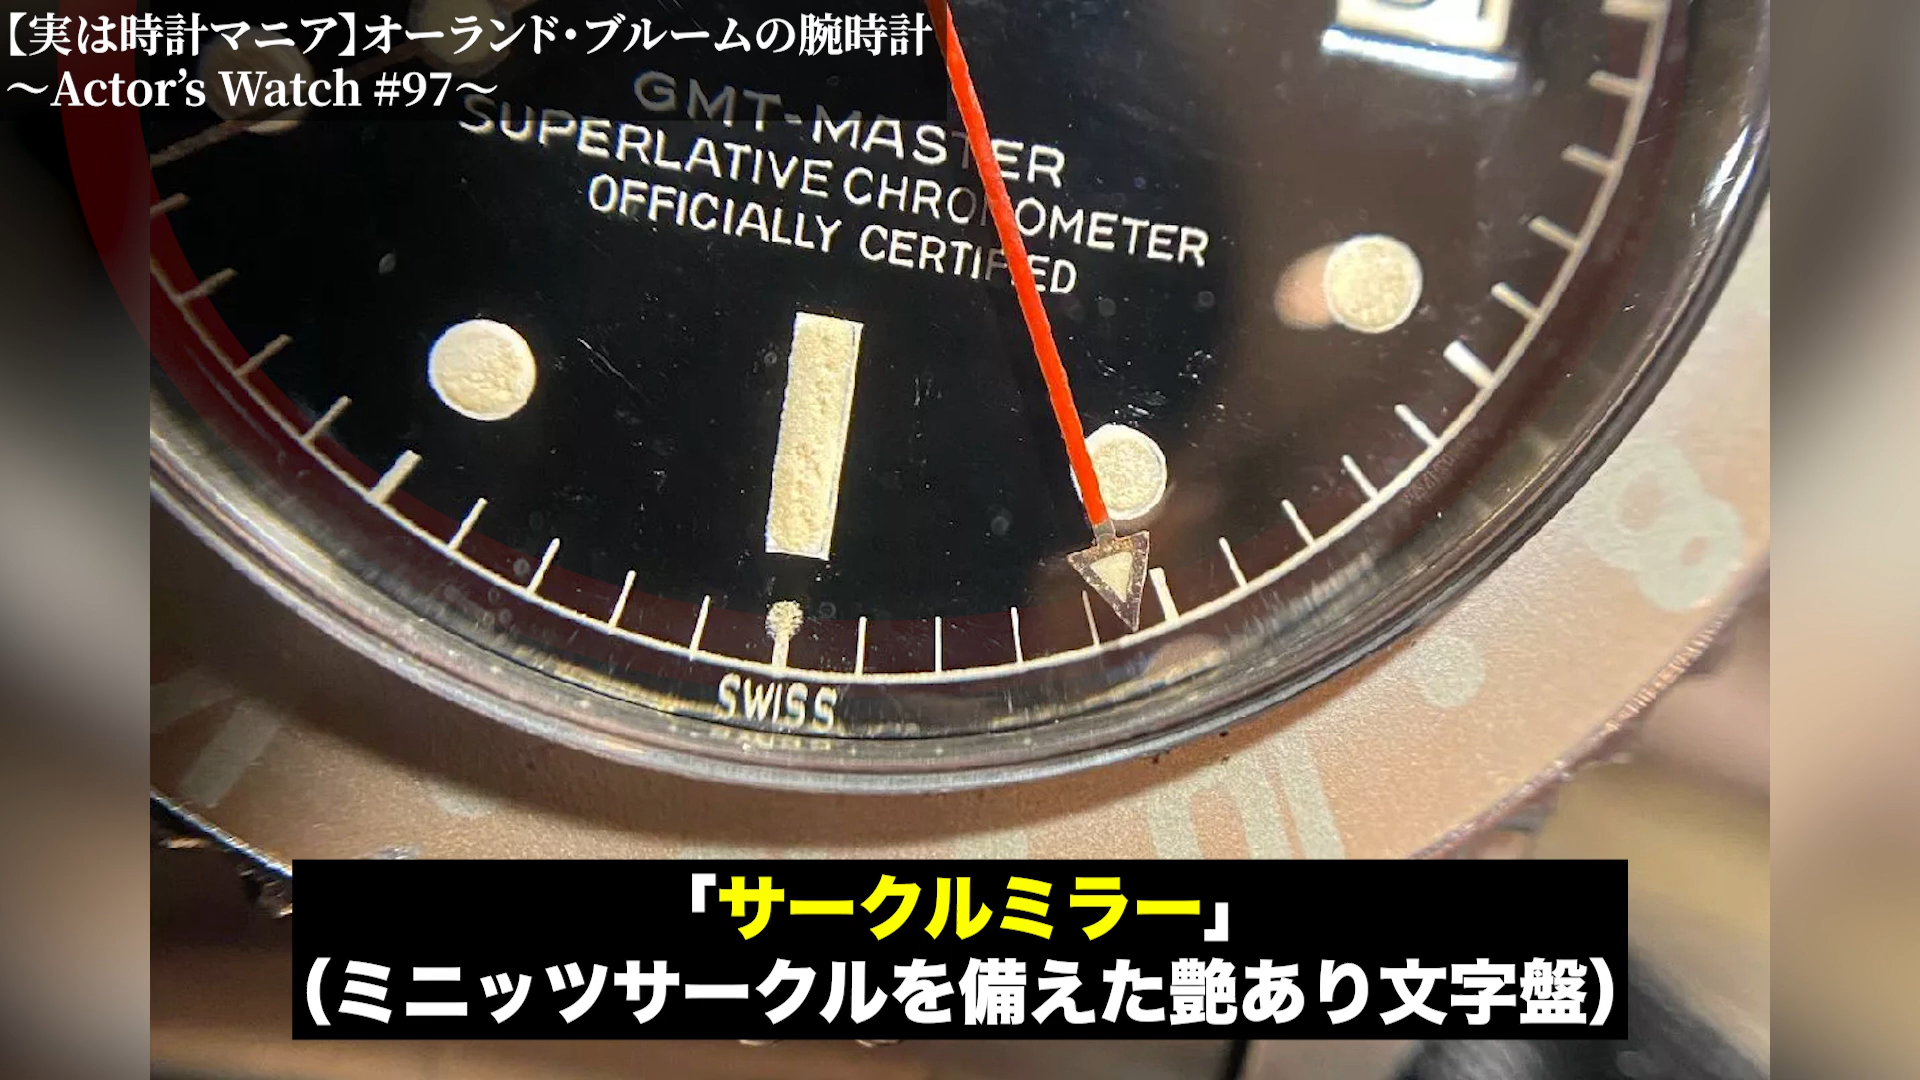 【実は時計マニア】オーランド・ブルームの腕時計
〜Actor’s Watch #97〜
GMT-MASTER
SUPERLATIVE CHRONOMETER
OFFICIALLY CERTIFIED
SWISS
「サークルミラー」
（ミニッツサークルを備えた艶あり文字盤）